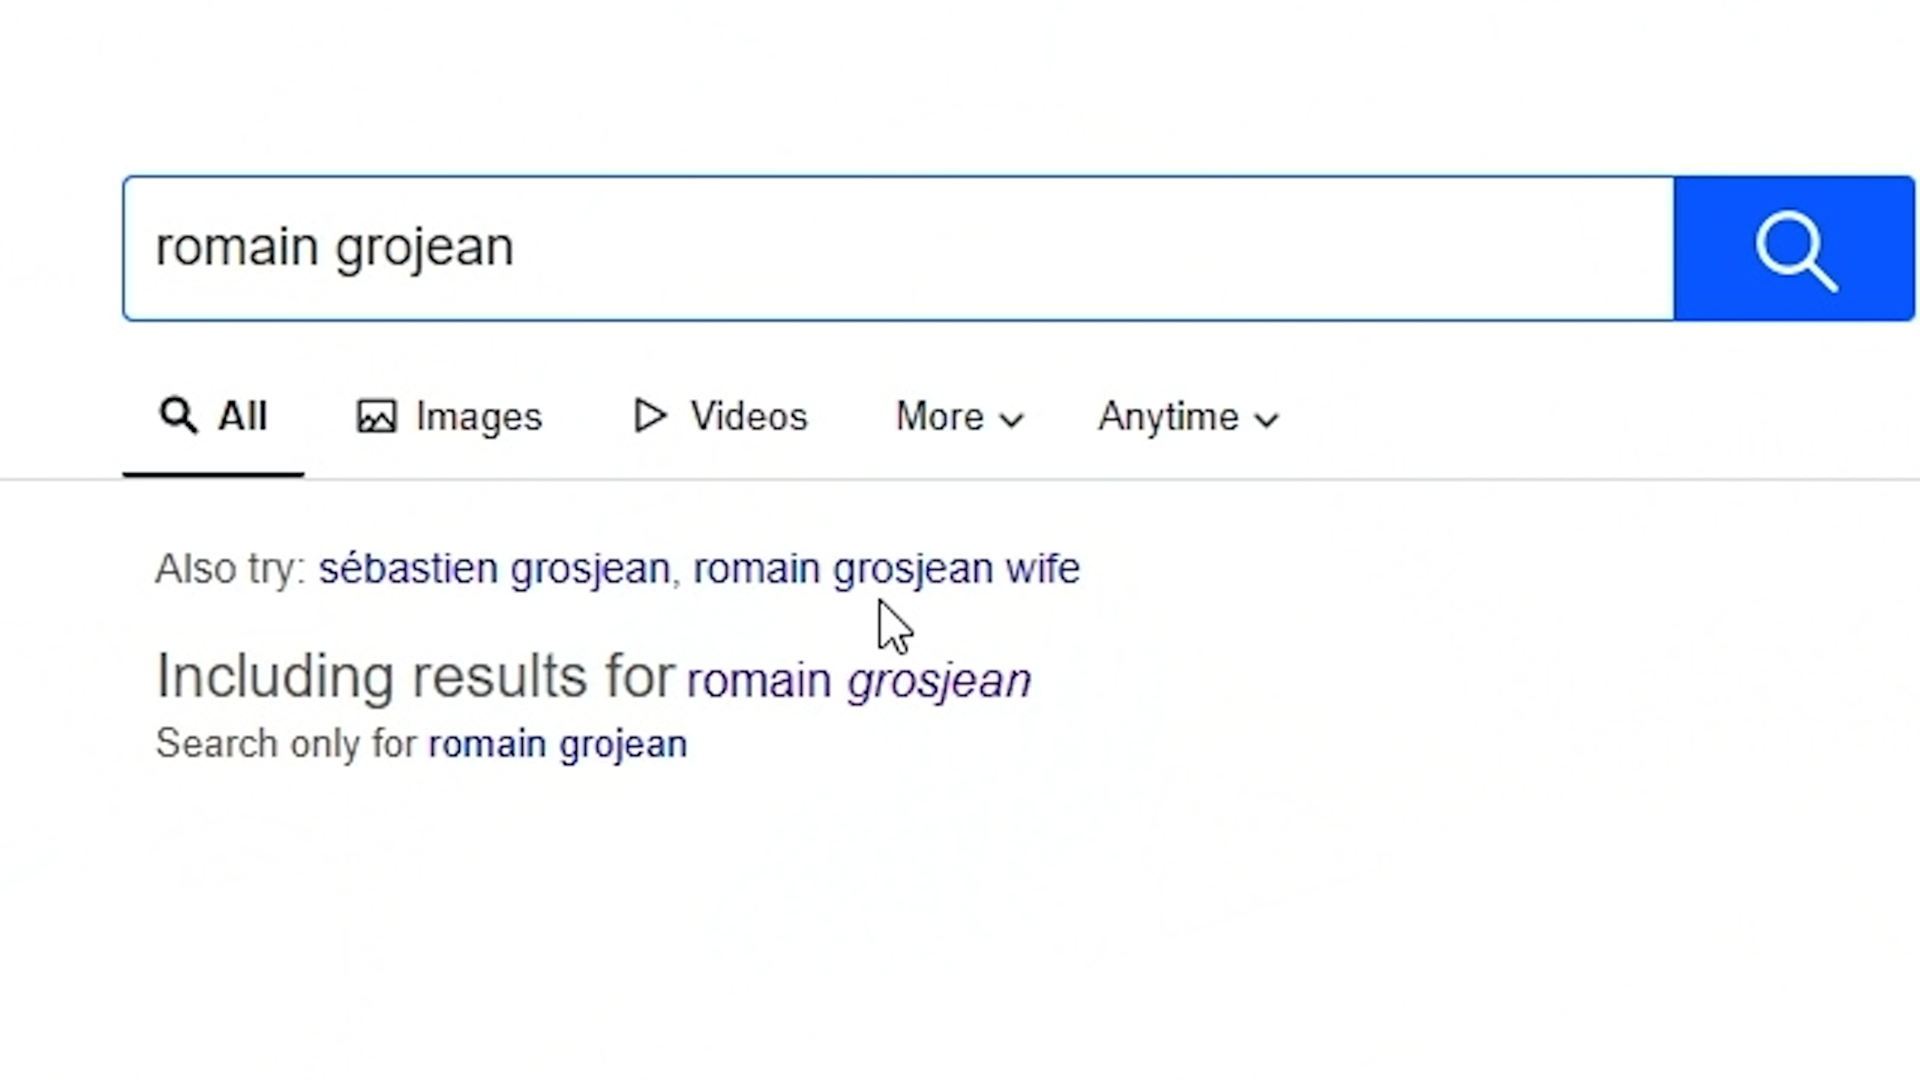 romain grojean
All Images Videos More Anytime
Also try: sébastien grosjean, romain grosjean wife
Including results for romain grosjean
Search only for romain grojean